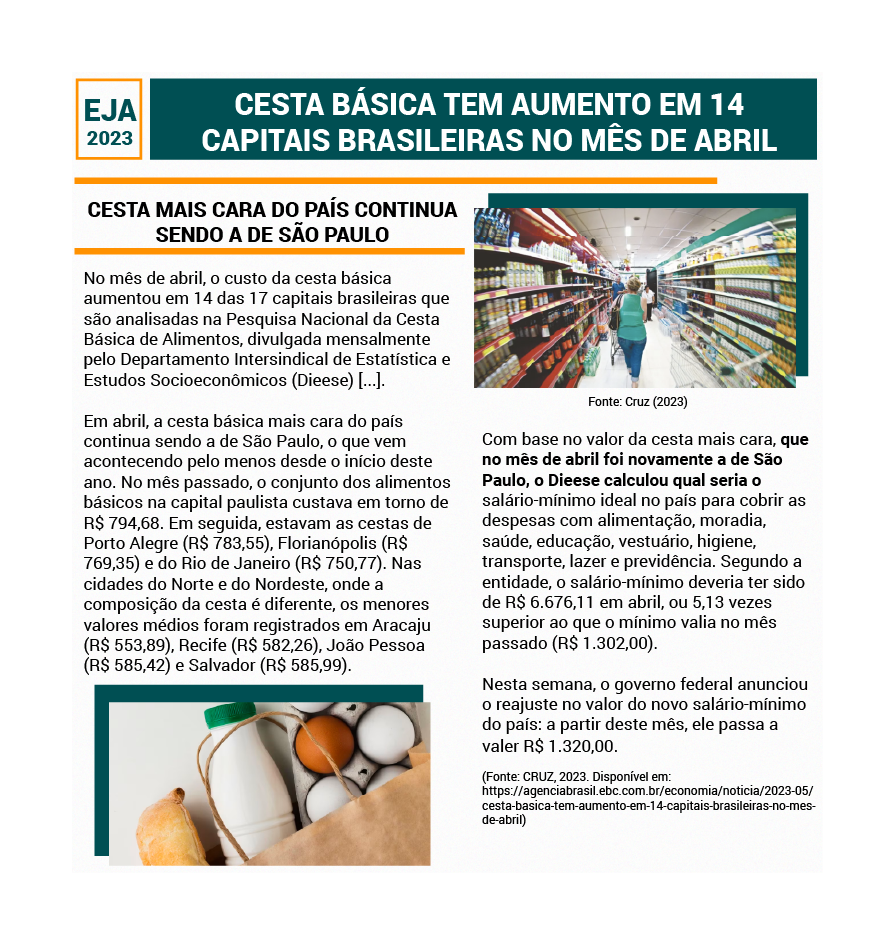 EJA
2023
CESTA BÁSICA TEM AUMENTO EM 14
CAPITAIS BRASILEIRAS NO MÊS DE ABRIL
CESTA MAIS CARA DO PAÍS CONTINUA
SENDO A DE SÃO PAULO
No mês de abril, o custo da cesta básica
aumentou em 14 das 17 capitais brasileiras que
são analisadas na Pesquisa Nacional da Cesta
Básica de Alimentos, divulgada mensalmente
pelo Departamento Intersindical de Estatística e
Estudos Socioeconômicos (Dieese) [...].
Em abril, a cesta básica mais cara do país
continua sendo a de São Paulo, o que vem
acontecendo pelo menos desde o início deste
ano. No mês passado, o conjunto dos alimentos
básicos na capital paulista custava em torno de
R$ 794,68. Em seguida, estavam as cestas de
Porto Alegre (R$ 783,55), Florianópolis (R$
769,35) e do Rio de Janeiro (R$ 750,77). Nas
cidades do Norte e do Nordeste, onde a
composição da cesta é diferente, os menores
valores médios foram registrados em Aracaju
(R$ 553,89), Recife (R$ 582,26), João Pessoa
(R$ 585,42) e Salvador (R$ 585,99).
Fonte: Cruz (2023)
Com base no valor da cesta mais cara, que
no mês de abril foi novamente a de São
Paulo, o Dieese calculou qual seria o
salário-mínimo ideal no país para cobrir as
despesas com alimentação, moradia,
saúde, educação, vestuário, higiene,
transporte, lazer e previdência. Segundo a
entidade, o salário-mínimo deveria ter sido
de R$ 6.676,11 em abril, ou 5,13 vezes
superior ao que o mínimo valia no mês
passado (R$ 1.302,00).
Nesta semana, o governo federal anunciou
o reajuste no valor do novo salário-mínimo
do país: a partir deste mês, ele passa a
valer R$ 1.320,00.
(Fonte: CRUZ, 2023. Disponível em:
https://agenciabrasil.ebc.com.br/economia/noticia/2023-05/
cesta-basica-tem-aumento-em-14-capitais-brasileiras-no-mes-
de-abril)